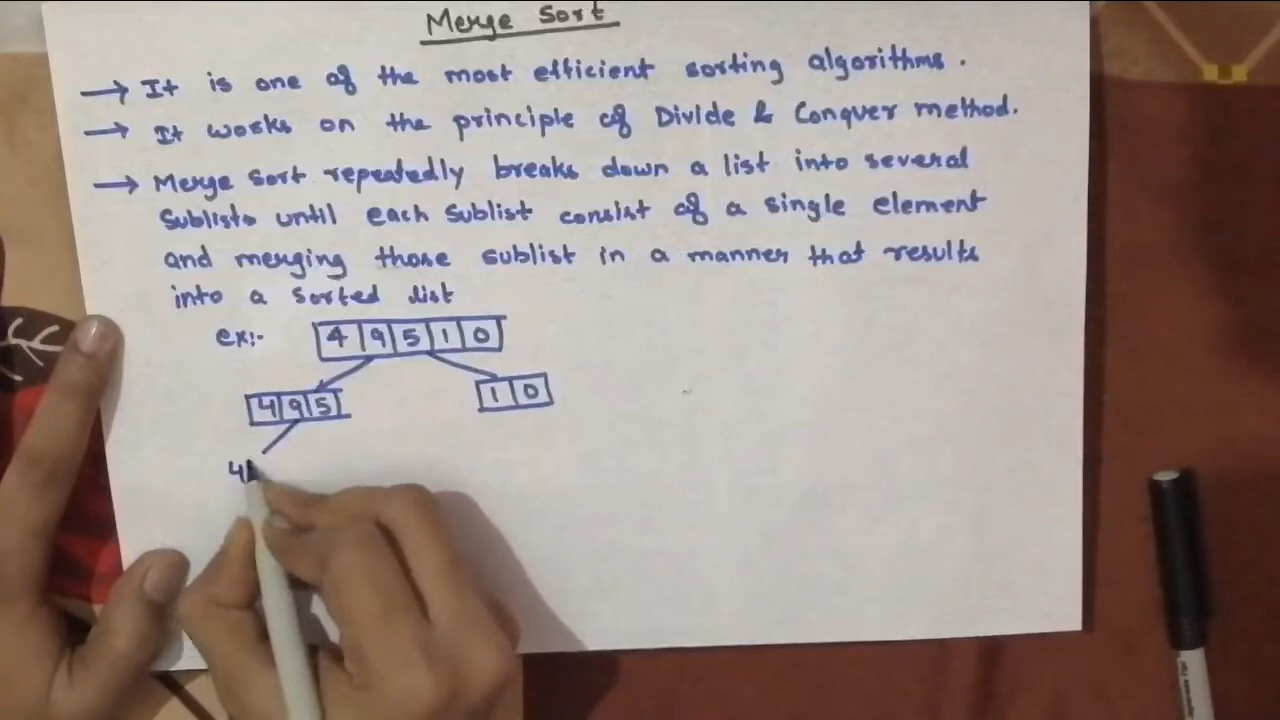 Merge Sort
→ It is one of the most efficient sorting algorithms.
→ It works on the principle of Divide & Conquer method.
→ Merge Sort repeatedly breaks down a list into several
Sublists until each Sublist consist of a single element
and merging those sublist in a manner that results
into a sorted list
ex:- 4 9 5 1 0
4 9 5 1 0
4